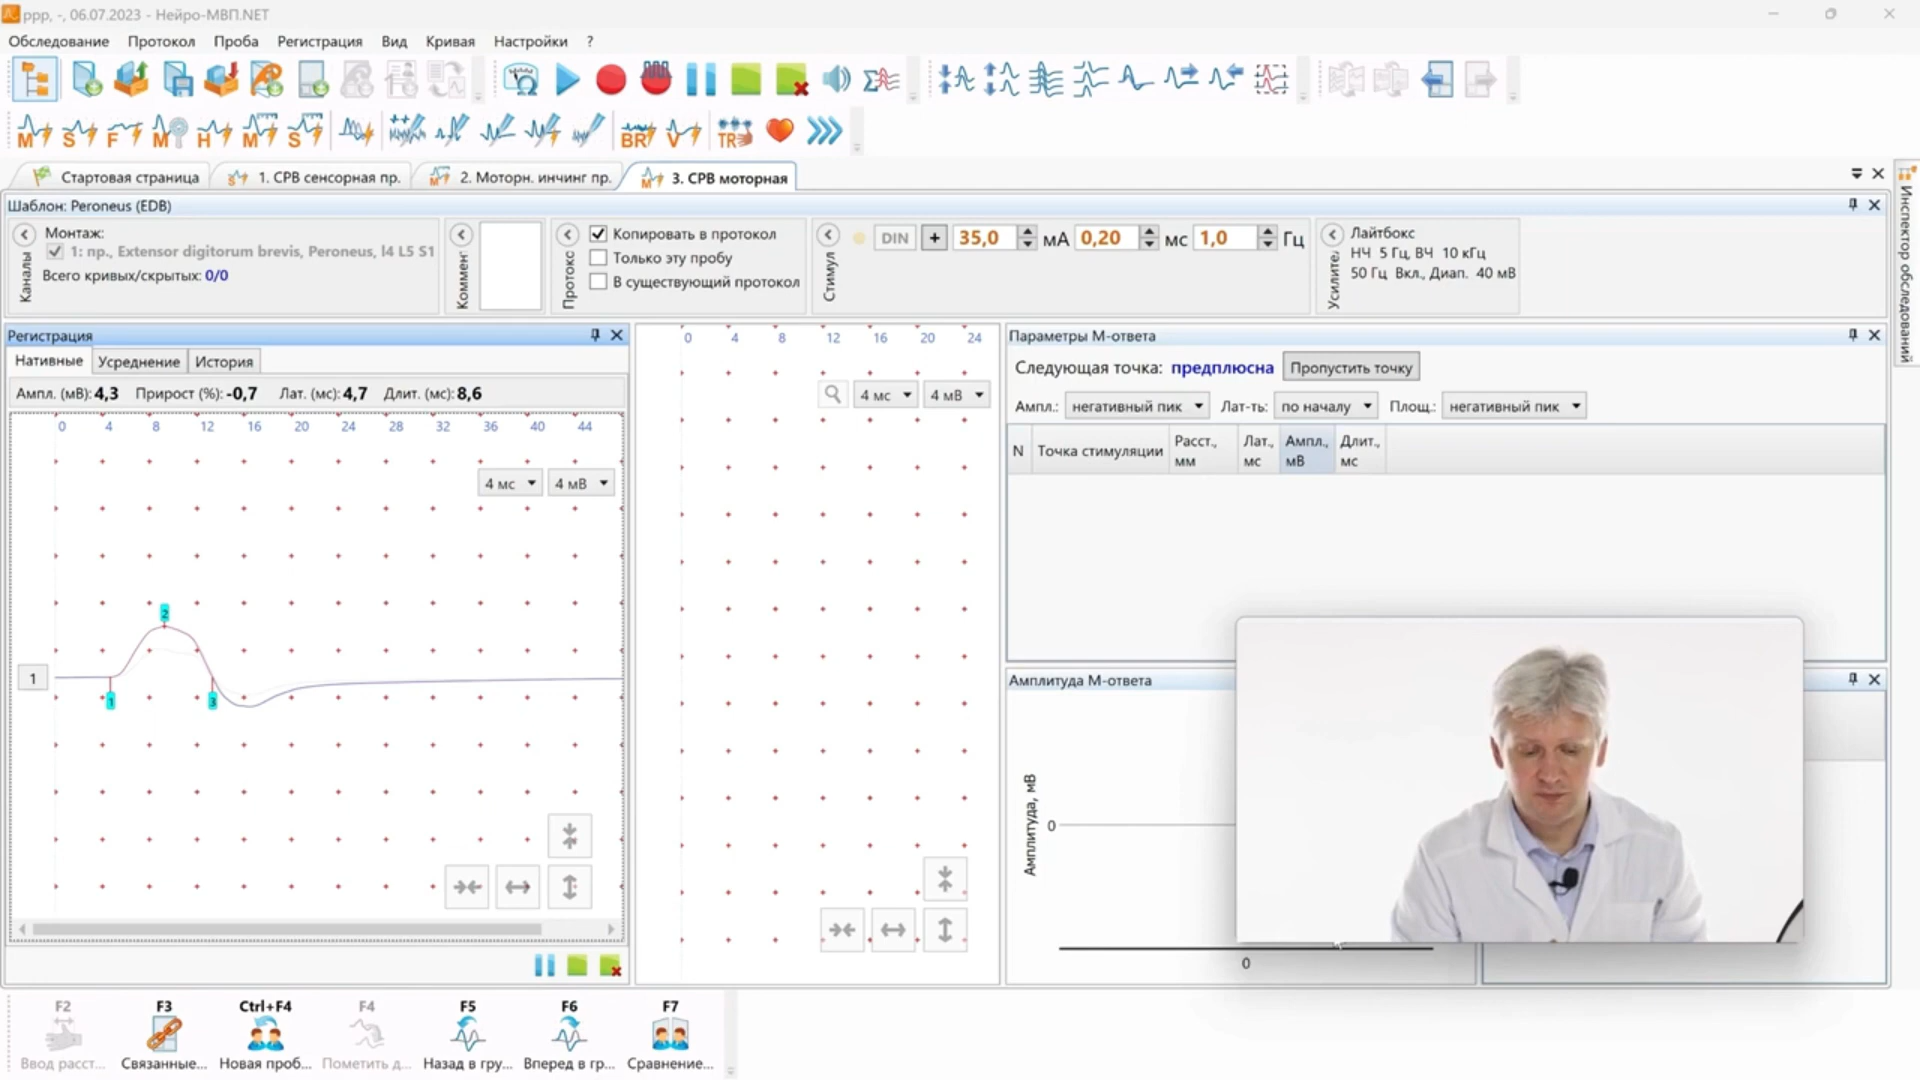 ppp, -, 06.07.2023 - Нейро-МВП.NET
Обследование Протокол Проба Регистрация Вид Кривая Настройки ?
M S F M H M S BR V TR
Стартовая страница 1. СРВ сенсорная пр. 2. Моторн. инчинг пр. 3. СРВ моторная
Шаблон: Peroneus (EDB)
Каналы
Монтаж:
1: пр., Extensor digitorum brevis, Peroneus, l4 L5 S1
Всего кривых/скрытых: 0/0
Коммен
Протокс
Копировать в протокол
Только эту пробу
В существующий протокол
Стимул
DIN + 35,0 мА 0,20 мс 1,0 Гц
Усилите
Лайтбокс
НЧ 5 Гц, ВЧ 10 кГц
50 Гц Вкл., Диап. 40 мВ
Инспектор обследований
Регистрация
Нативные Усреднение История
Ампл. (мВ): 4,3 Прирост (%): -0,7 Лат. (мс): 4,7 Длит. (мс): 8,6
0 4 8 12 16 20 24 28 32 36 40 44
4 мс 4 мВ
2
1
1
3
0 4 8 12 16 20 24
4 мс 4 мВ
Параметры М-ответа
Следующая точка: предплюсна Пропустить точку
Ампл.: негативный пик Лат-ть: по началу Площ.: негативный пик
N Точка стимуляции Расст., мм Лат., мс Ампл., мВ Длит., мс
Амплитуда М-ответа
Амплитуда, мВ
0
0
F2 F3 Ctrl+F4 F4 F5 F6 F7
Ввод расст... Связанные... Новая проб... Пометить д... Назад в гру... Вперед в гр... Сравнение...